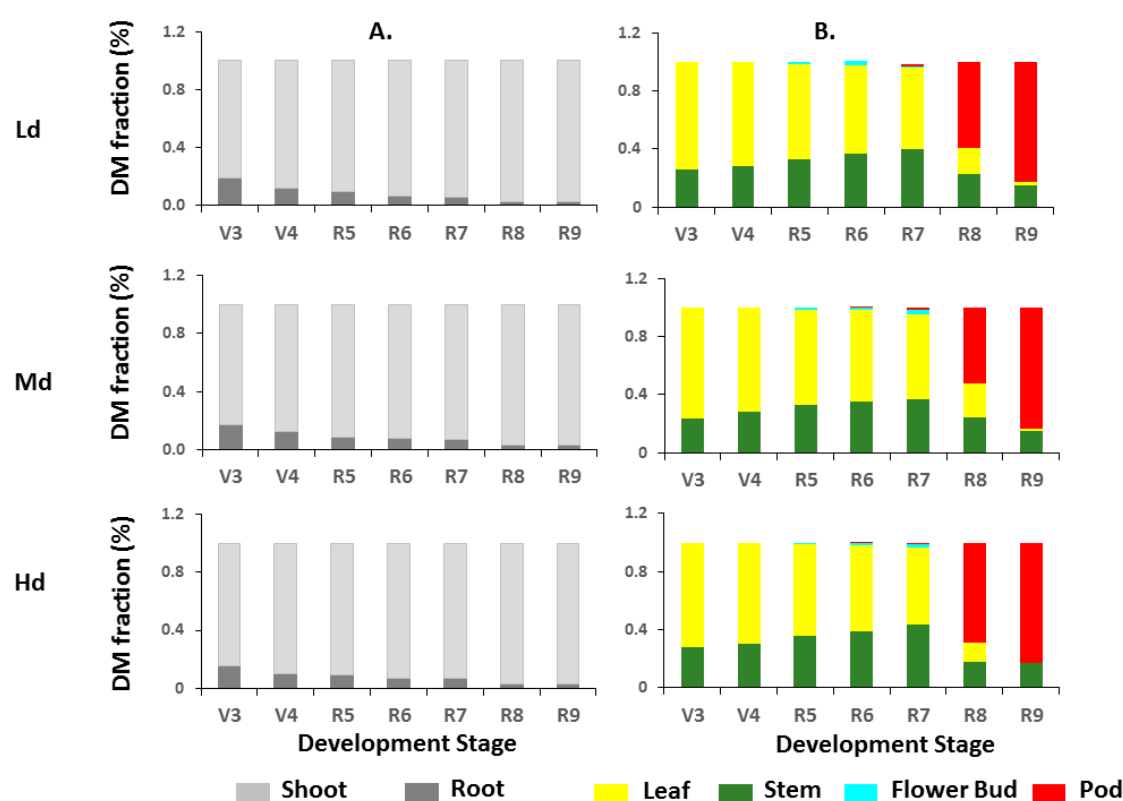 A. B.
Ld
DM fraction (%)
1.2
0.8
0.4
0.0
V3 V4 R5 R6 R7 R8 R9
1.2
0.8
0.4
0
V3 V4 R5 R6 R7 R8 R9
Md
DM fraction (%)
1.2
0.8
0.4
0.0
V3 V4 R5 R6 R7 R8 R9
1.2
0.8
0.4
0
V3 V4 R5 R6 R7 R8 R9
Hd
DM fraction (%)
1.2
0.8
0.4
0
V3 V4 R5 R6 R7 R8 R9
Development Stage
1.2
0.8
0.4
0
V3 V4 R5 R6 R7 R8 R9
Development Stage
Shoot Root Leaf Stem Flower Bud Pod